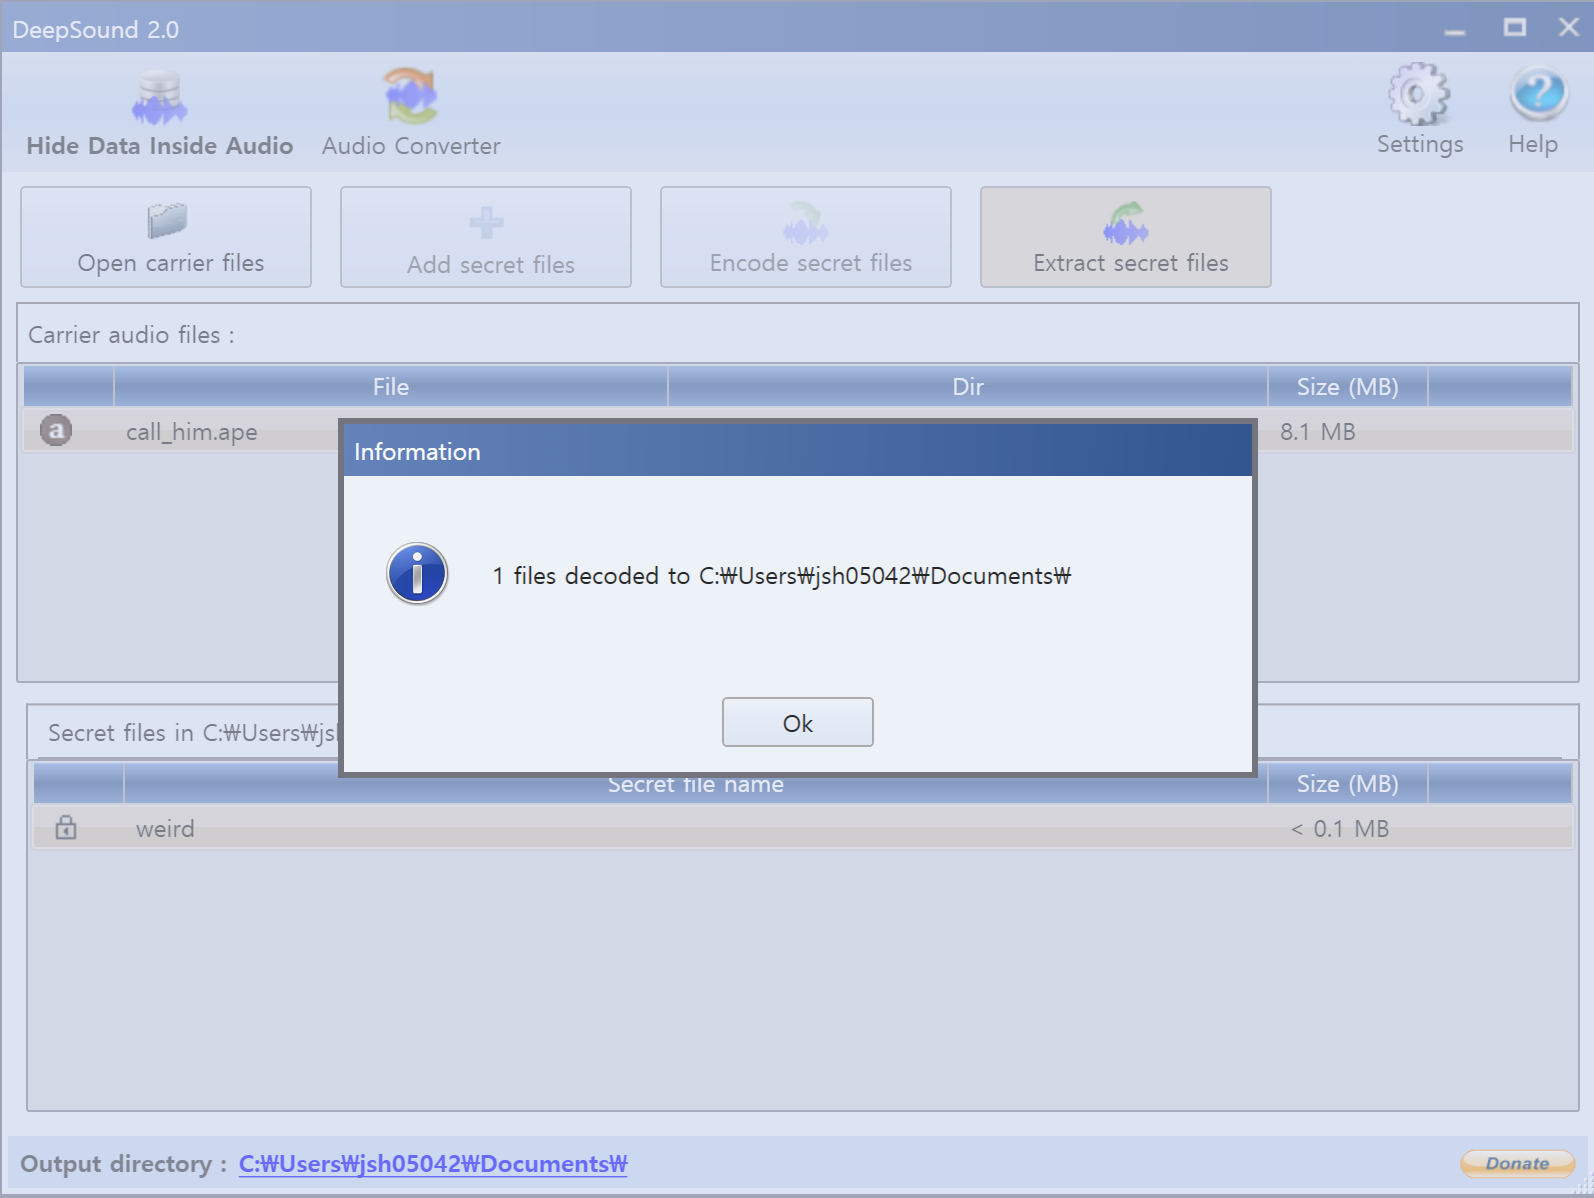 DeepSound 2.0
Hide Data Inside Audio
Audio Converter
Settings
Help
Open carrier files
Add secret files
Encode secret files
Extract secret files
Carrier audio files :
File Dir Size (MB)
a call_him.ape 8.1 MB
Information
1 files decoded to C:₩Users₩jsh05042₩Documents₩
Ok
Secret files in C:₩Users₩js
Secret file name Size (MB)
weird < 0.1 MB
Output directory : C:₩Users₩jsh05042₩Documents₩
Donate